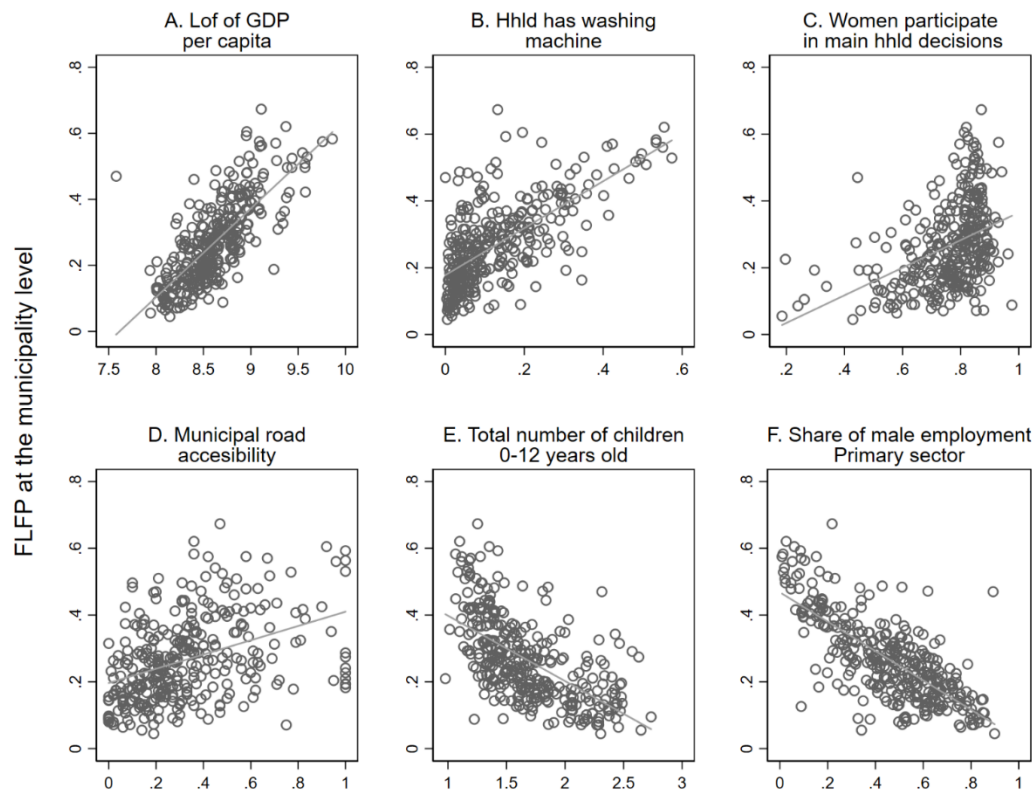 A. Lof of GDP
per capita
B. Hhld has washing
machine
C. Women participate
in main hhld decisions
FLFP at the municipality level
0 .2 .4 .6 .8
7.5 8 8.5 9 9.5 10
0 .2 .4 .6 .8
0 .2 .4 .6
0 .2 .4 .6 .8
.2 .4 .6 .8 1
D. Municipal road
accesibility
E. Total number of children
0-12 years old
F. Share of male employment
Primary sector
0 .2 .4 .6 .8
0 .2 .4 .6 .8 1
0 .2 .4 .6 .8
1 1.5 2 2.5 3
0 .2 .4 .6 .8
0 .2 .4 .6 .8 1